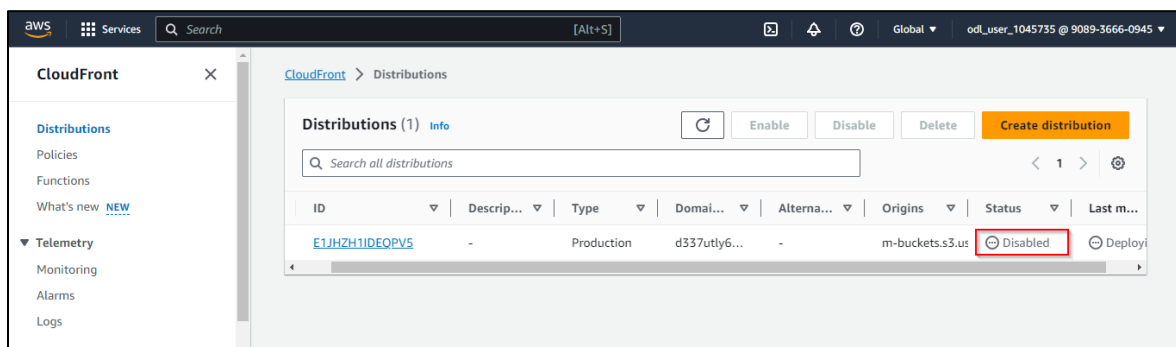 aws Services Search [Alt+S] Global odl_user_1045735 @ 9089-3666-0945
CloudFront
Distributions
Policies
Functions
What's new NEW
Telemetry
Monitoring
Alarms
Logs
CloudFront > Distributions
Distributions (1) Info Enable Disable Delete Create distribution
Search all distributions 1
ID Descrip... Type Domai... Alterna... Origins Status Last m...
E1JHZH1IDEQPV5 - Production d337utly6... - m-buckets.s3.us Disabled Deployi